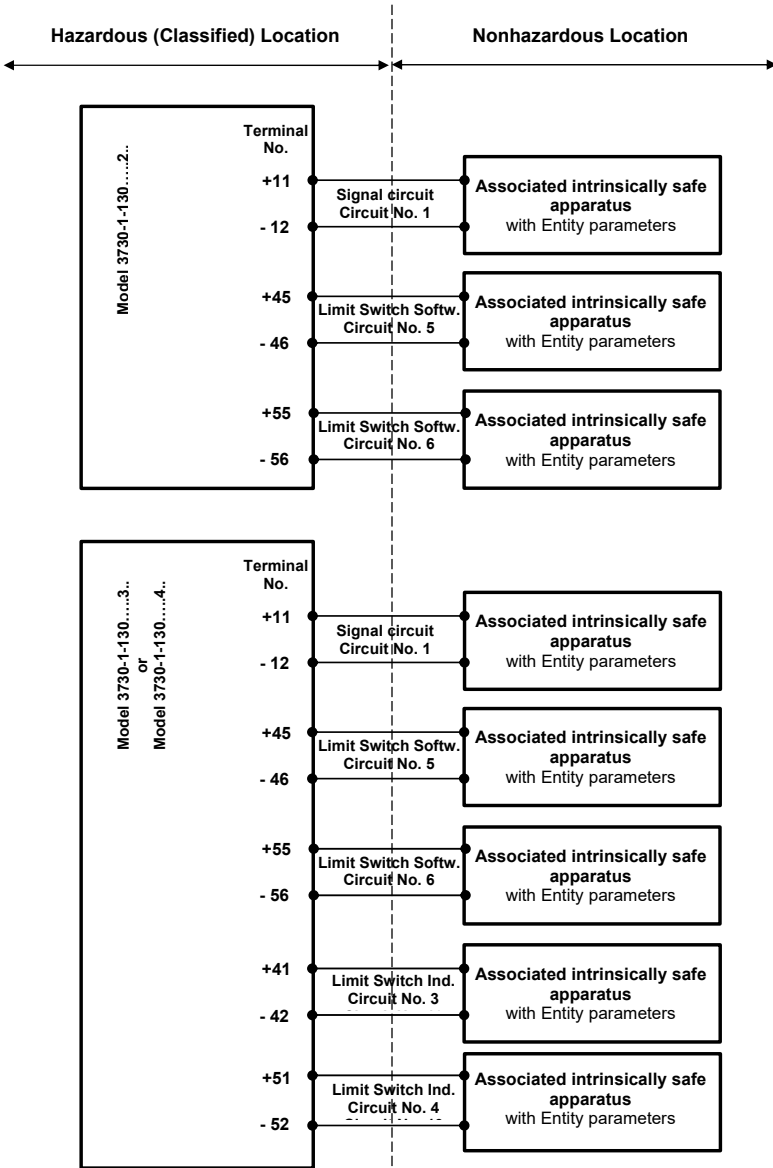 Hazardous (Classified) Location
Nonhazardous Location
Model 3730-1-130......2..
Terminal
No.
+11
- 12
Signal circuit
Circuit No. 1
Associated intrinsically safe
apparatus
with Entity parameters
+45
- 46
Limit Switch Softw.
Circuit No. 5
Associated intrinsically safe
apparatus
with Entity parameters
+55
- 56
Limit Switch Softw.
Circuit No. 6
Associated intrinsically safe
apparatus
with Entity parameters
Model 3730-1-130......3..
or
Model 3730-1-130......4..
Terminal
No.
+11
- 12
Signal circuit
Circuit No. 1
Associated intrinsically safe
apparatus
with Entity parameters
+45
- 46
Limit Switch Softw.
Circuit No. 5
Associated intrinsically safe
apparatus
with Entity parameters
+55
- 56
Limit Switch Softw.
Circuit No. 6
Associated intrinsically safe
apparatus
with Entity parameters
+41
- 42
Limit Switch Ind.
Circuit No. 3
Associated intrinsically safe
apparatus
with Entity parameters
+51
- 52
Limit Switch Ind.
Circuit No. 4
Associated intrinsically safe
apparatus
with Entity parameters